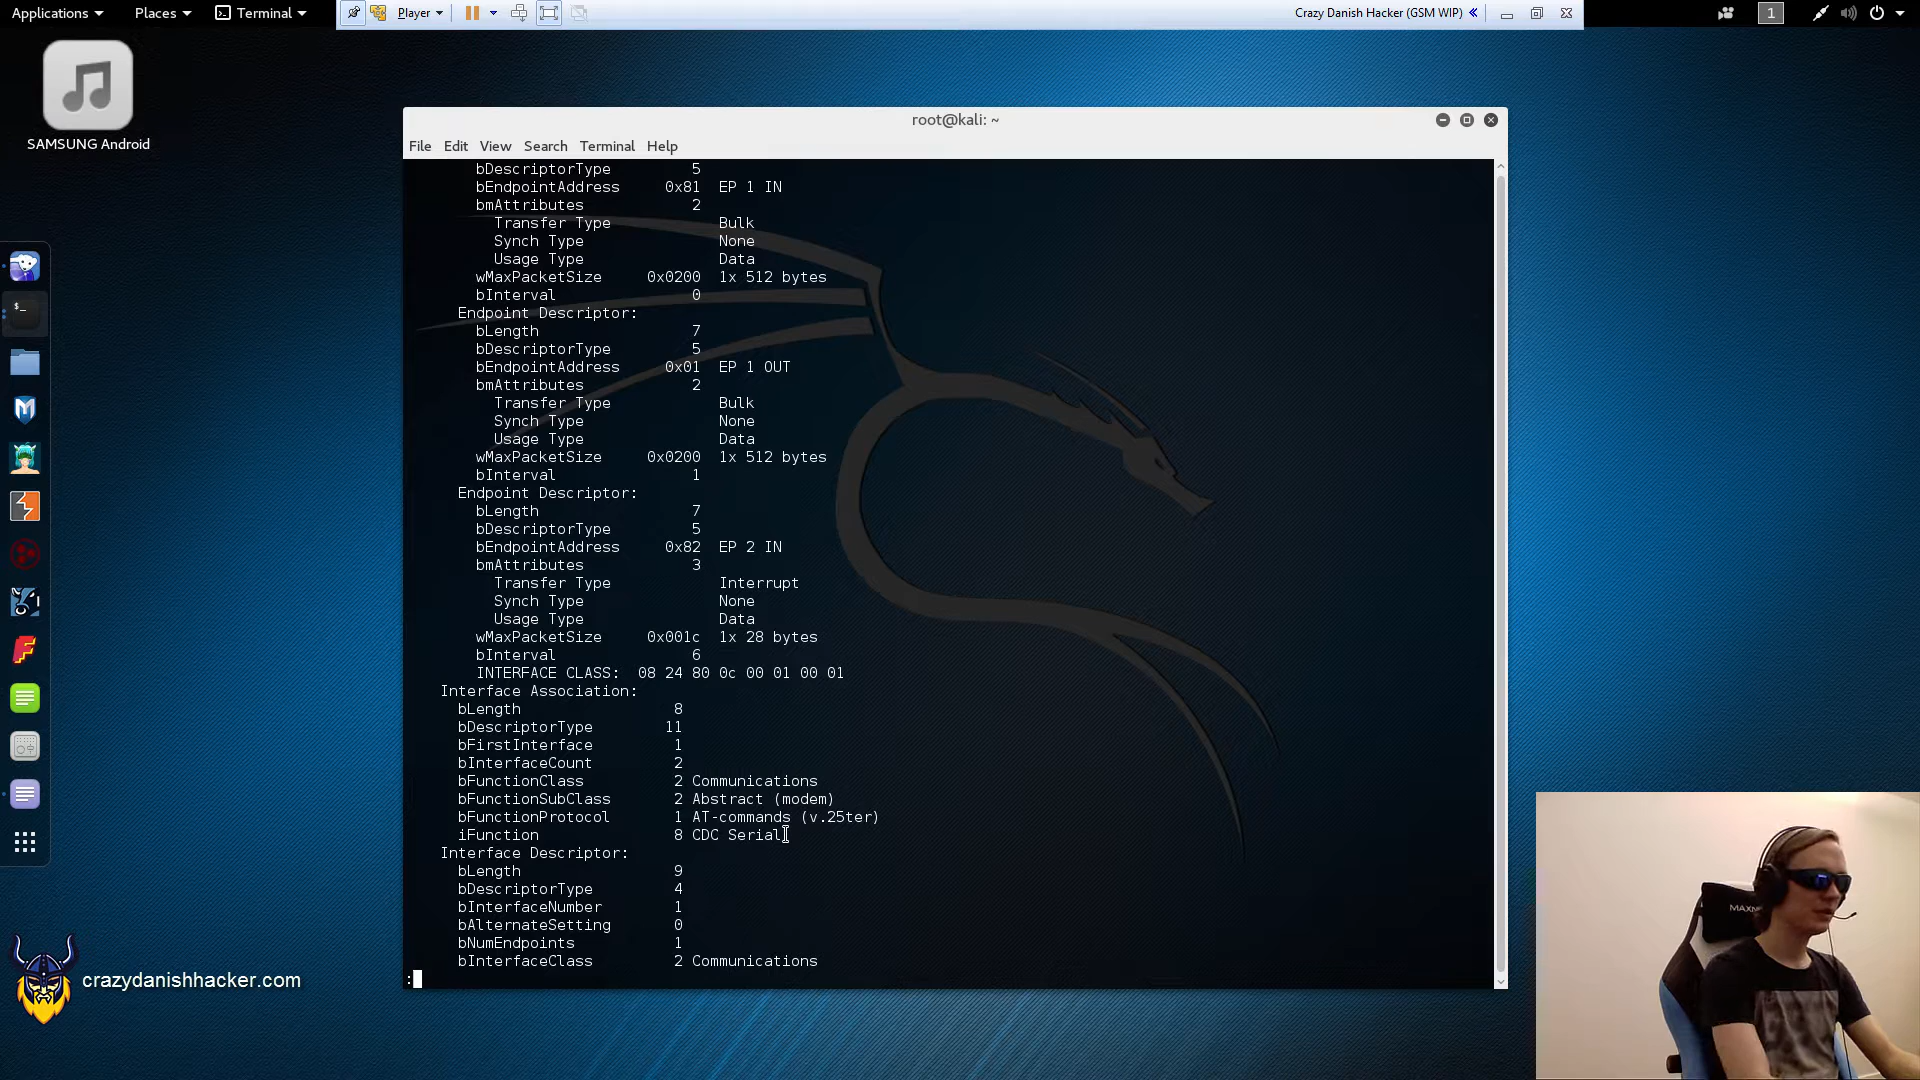 Applications
Places
Terminal
Player
Crazy Danish Hacker (GSM WIP)
1
SAMSUNG Android
root@kali: ~
File Edit View Search Terminal Help
bDescriptorType 5
bEndpointAddress 0x81 EP 1 IN
bmAttributes 2
Transfer Type Bulk
Synch Type None
Usage Type Data
wMaxPacketSize 0x0200 1x 512 bytes
bInterval 0
Endpoint Descriptor:
bLength 7
bDescriptorType 5
bEndpointAddress 0x01 EP 1 OUT
bmAttributes 2
Transfer Type Bulk
Synch Type None
Usage Type Data
wMaxPacketSize 0x0200 1x 512 bytes
bInterval 1
Endpoint Descriptor:
bLength 7
bDescriptorType 5
bEndpointAddress 0x82 EP 2 IN
bmAttributes 3
Transfer Type Interrupt
Synch Type None
Usage Type Data
wMaxPacketSize 0x001c 1x 28 bytes
bInterval 6
INTERFACE CLASS: 08 24 80 0c 00 01 00 01
Interface Association:
bLength 8
bDescriptorType 11
bFirstInterface 1
bInterfaceCount 2
bFunctionClass 2 Communications
bFunctionSubClass 2 Abstract (modem)
bFunctionProtocol 1 AT-commands (v.25ter)
iFunction 8 CDC Serial
Interface Descriptor:
bLength 9
bDescriptorType 4
bInterfaceNumber 1
bAlternateSetting 0
bNumEndpoints 1
bInterfaceClass 2 Communications
:
crazydanishhacker.com